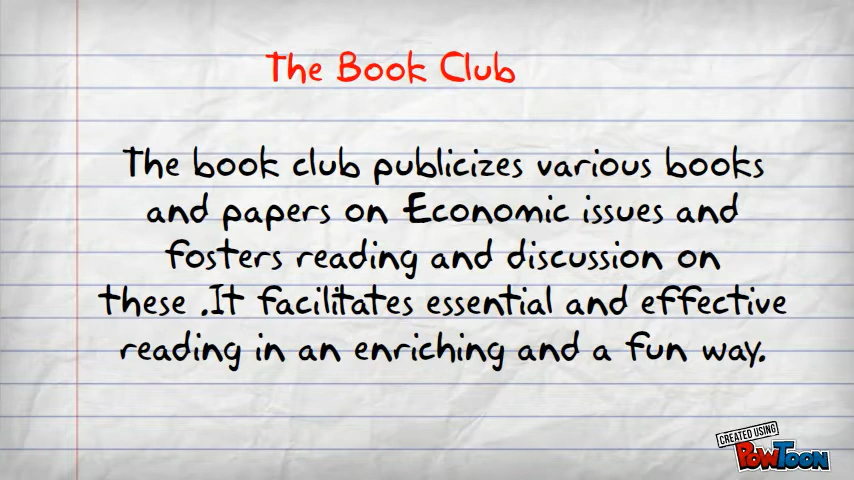 The Book Club
The book club publicizes various books
and papers on Economic issues and
fosters reading and discussion on
these .It facilitates essential and effective
reading in an enriching and a fun way.
CREATED USING
POWTOON